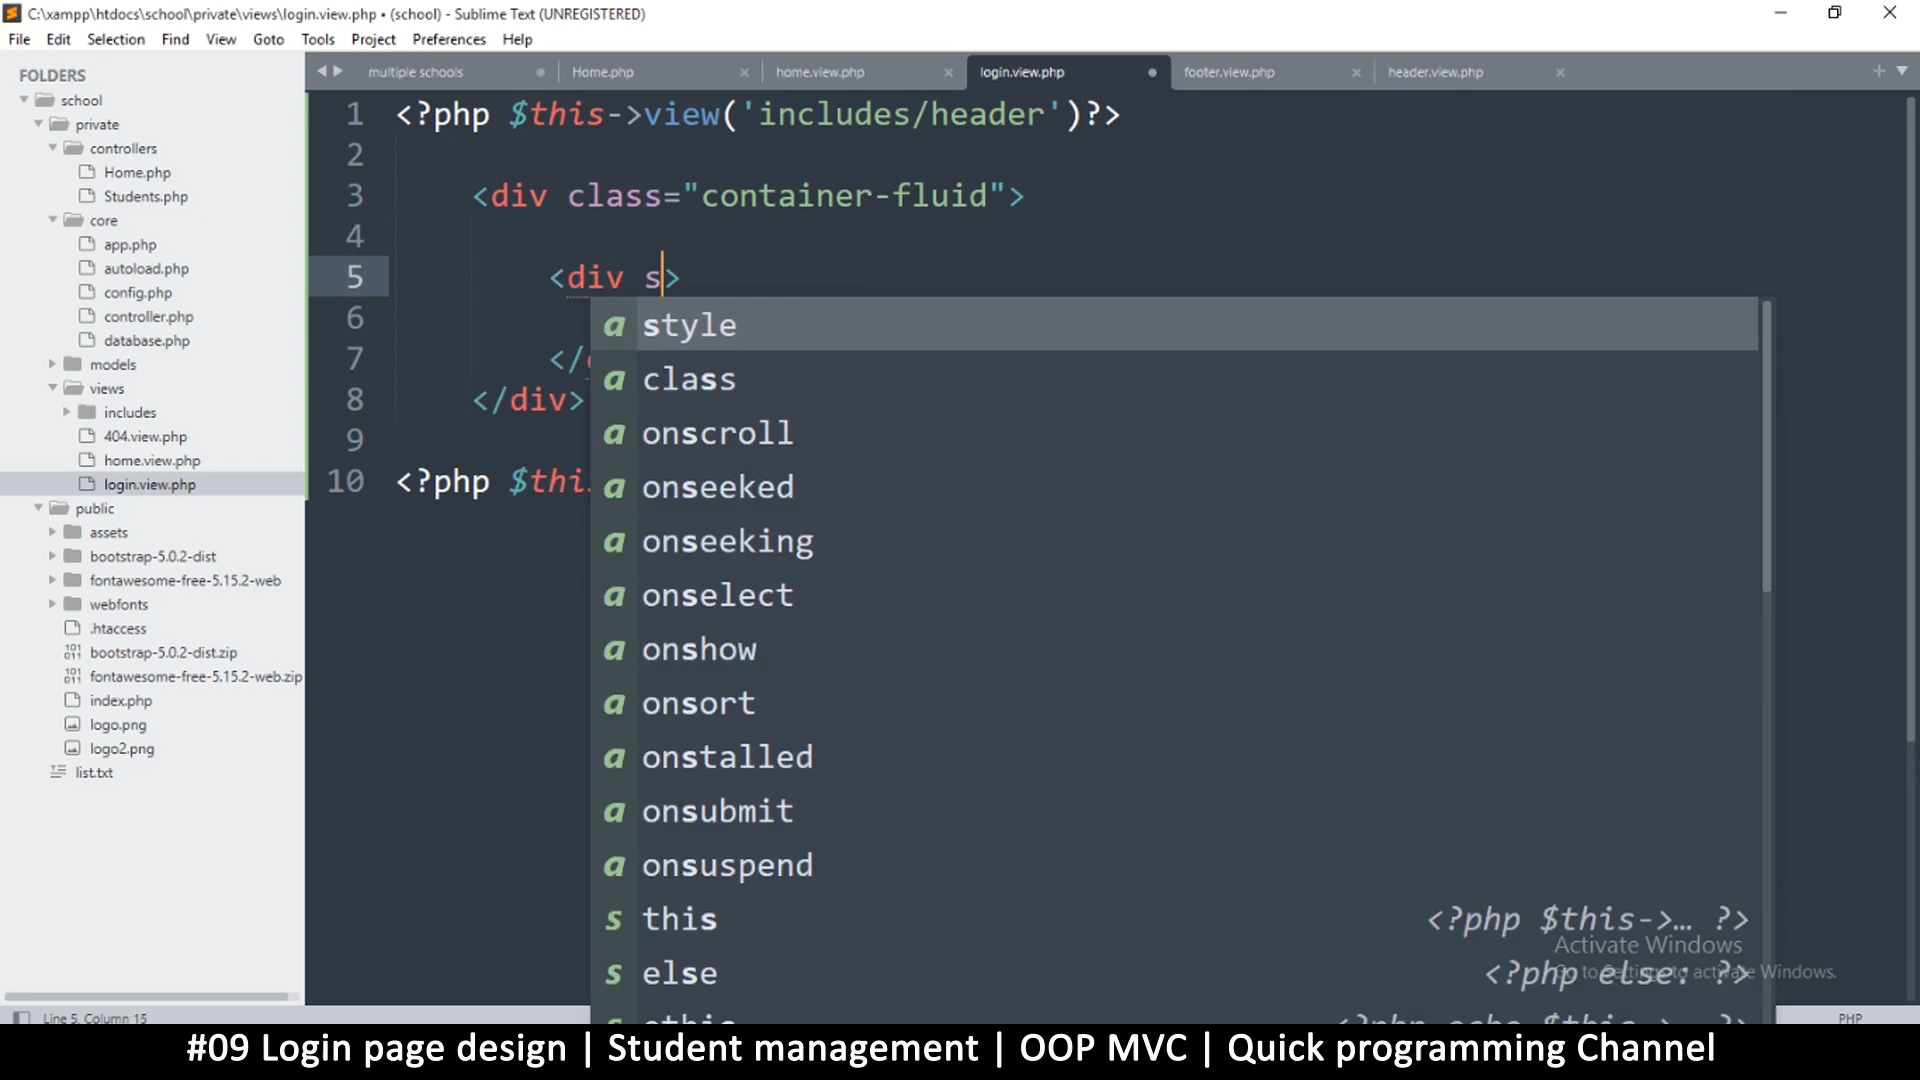 C:\xampp\htdocs\school\private\views\login.view.php • (school) - Sublime Text (UNREGISTERED)
File Edit Selection Find View Goto Tools Project Preferences Help
FOLDERS
school
private
controllers
Home.php
Students.php
core
app.php
autoload.php
config.php
controller.php
database.php
models
views
includes
404.view.php
home.view.php
login.view.php
public
assets
bootstrap-5.0.2-dist
fontawesome-free-5.15.2-web
webfonts
.htaccess
bootstrap-5.0.2-dist.zip
fontawesome-free-5.15.2-web.zip
index.php
logo.png
logo2.png
list.txt
multiple schools Home.php home.view.php login.view.php footer.view.php header.view.php
1 <?php $this->view('includes/header')?>
2
3 <div class="container-fluid">
4
5 <div s>
6
7 </
8 </div>
9
10 <?php $thi
a style
a class
a onscroll
a onseeked
a onseeking
a onselect
a onshow
a onsort
a onstalled
a onsubmit
a onsuspend
s this <?php $this->… ?>
s else <?php else: ?>
Activate Windows
Go to Settings to activate Windows.
Line 5, Column 15 PHP
#09 Login page design | Student management | OOP MVC | Quick programming Channel